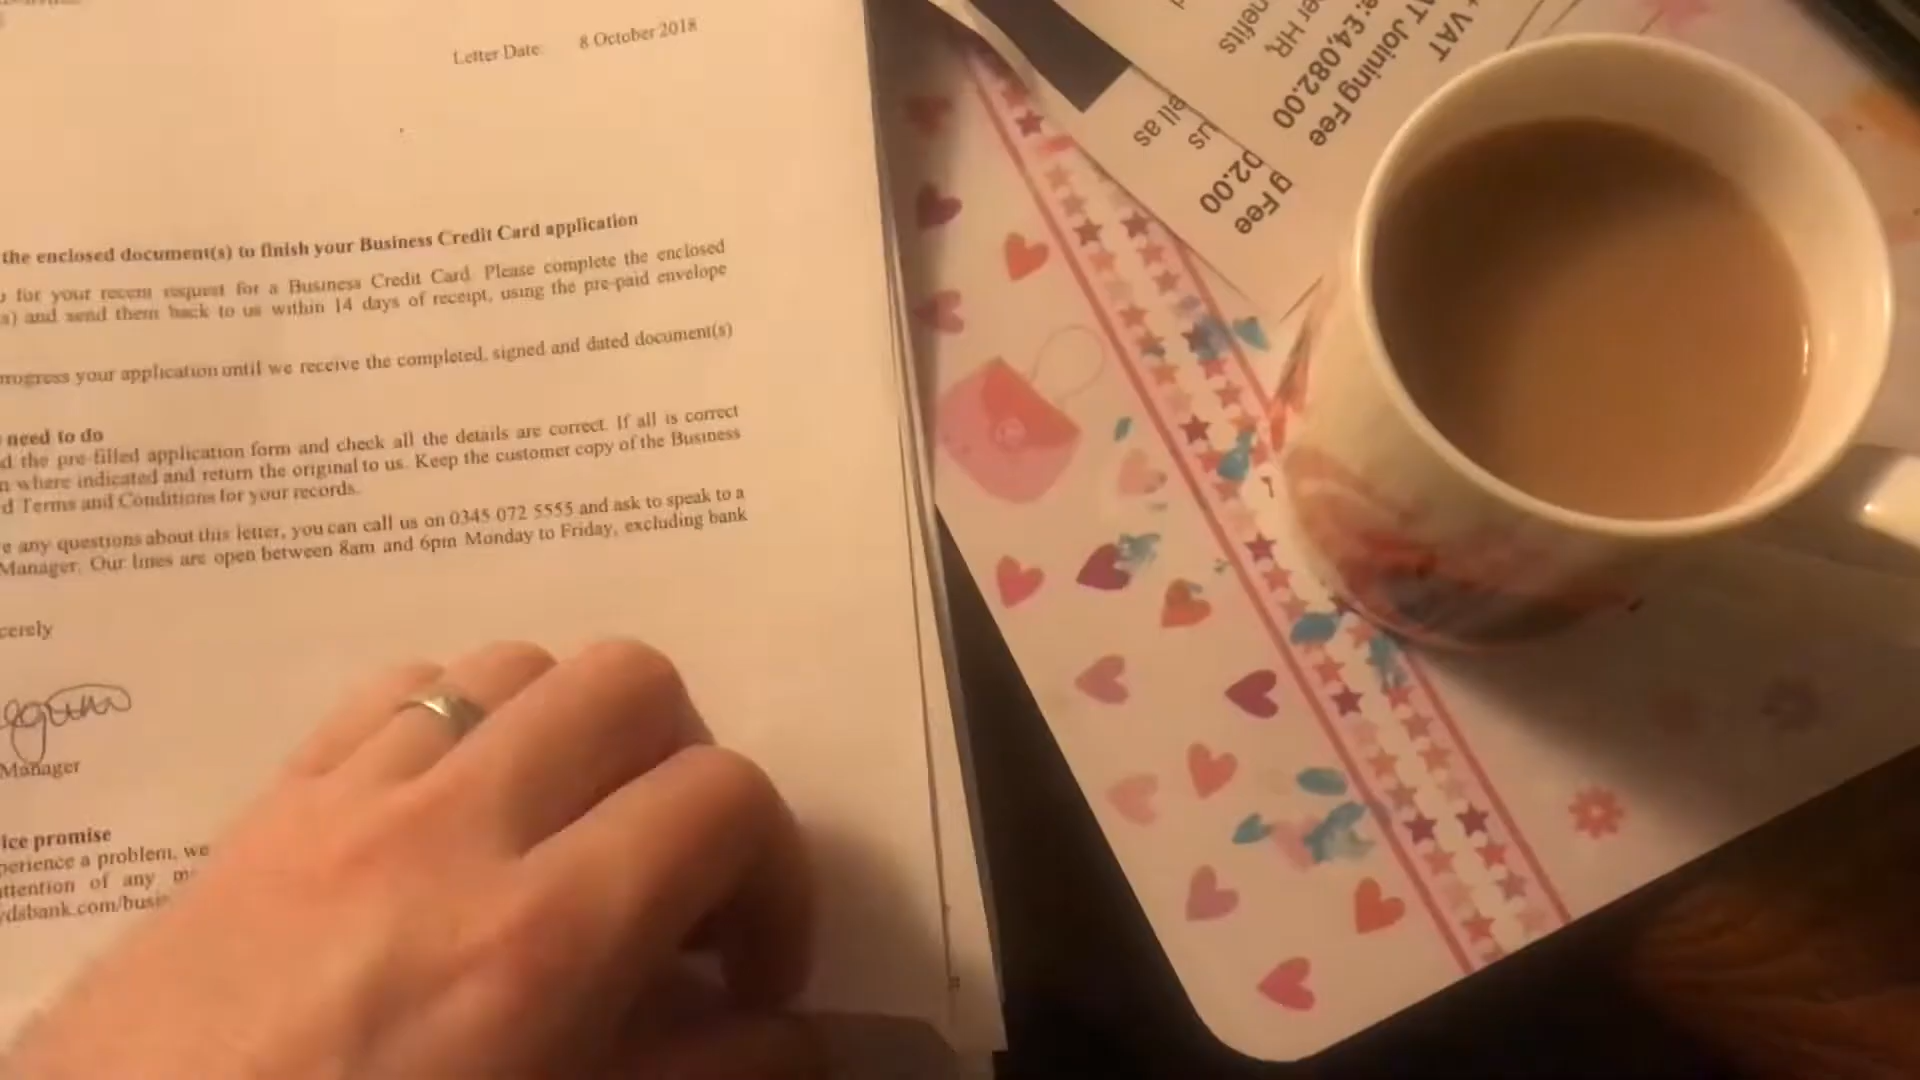 Letter Date: 8 October 2018
the enclosed document(s) to finish your Business Credit Card application
for your recent request for a Business Credit Card. Please complete the enclosed
s) and send them back to us within 14 days of receipt, using the pre-paid envelope
rogress your application until we receive the completed, signed and dated document(s)
need to do
d the pre-filled application form and check all the details are correct. If all is correct
n where indicated and return the original to us. Keep the customer copy of the Business
d Terms and Conditions for your records.
e any questions about this letter, you can call us on 0345 072 5555 and ask to speak to a
Manager. Our lines are open between 8am and 6pm Monday to Friday, excluding bank
cerely
Manager
ice promise
perience a problem, we
ttention of any
ydsbank.com/busi
+ VAT
AT Joining Fee
e: £4,082.00
er HR,
nefits
g Fee
02.00
us
ell as